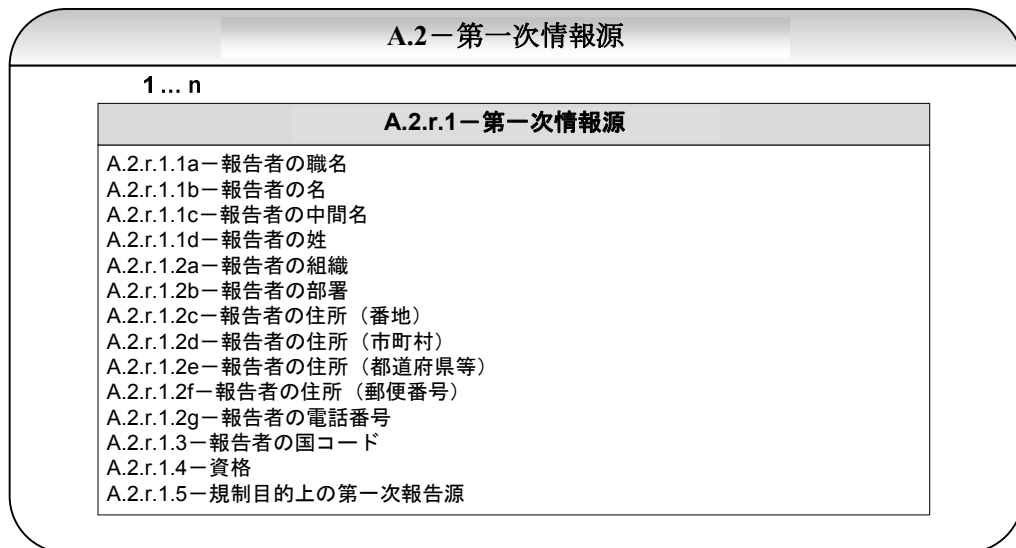 A.2－第一次情報源
1 … n
A.2.r.1－第一次情報源
A.2.r.1.1a－報告者の職名
A.2.r.1.1b－報告者の名
A.2.r.1.1c－報告者の中間名
A.2.r.1.1d－報告者の姓
A.2.r.1.2a－報告者の組織
A.2.r.1.2b－報告者の部署
A.2.r.1.2c－報告者の住所（番地）
A.2.r.1.2d－報告者の住所（市町村）
A.2.r.1.2e－報告者の住所（都道府県等）
A.2.r.1.2f－報告者の住所（郵便番号）
A.2.r.1.2g－報告者の電話番号
A.2.r.1.3－報告者の国コード
A.2.r.1.4－資格
A.2.r.1.5－規制目的上の第一次報告源